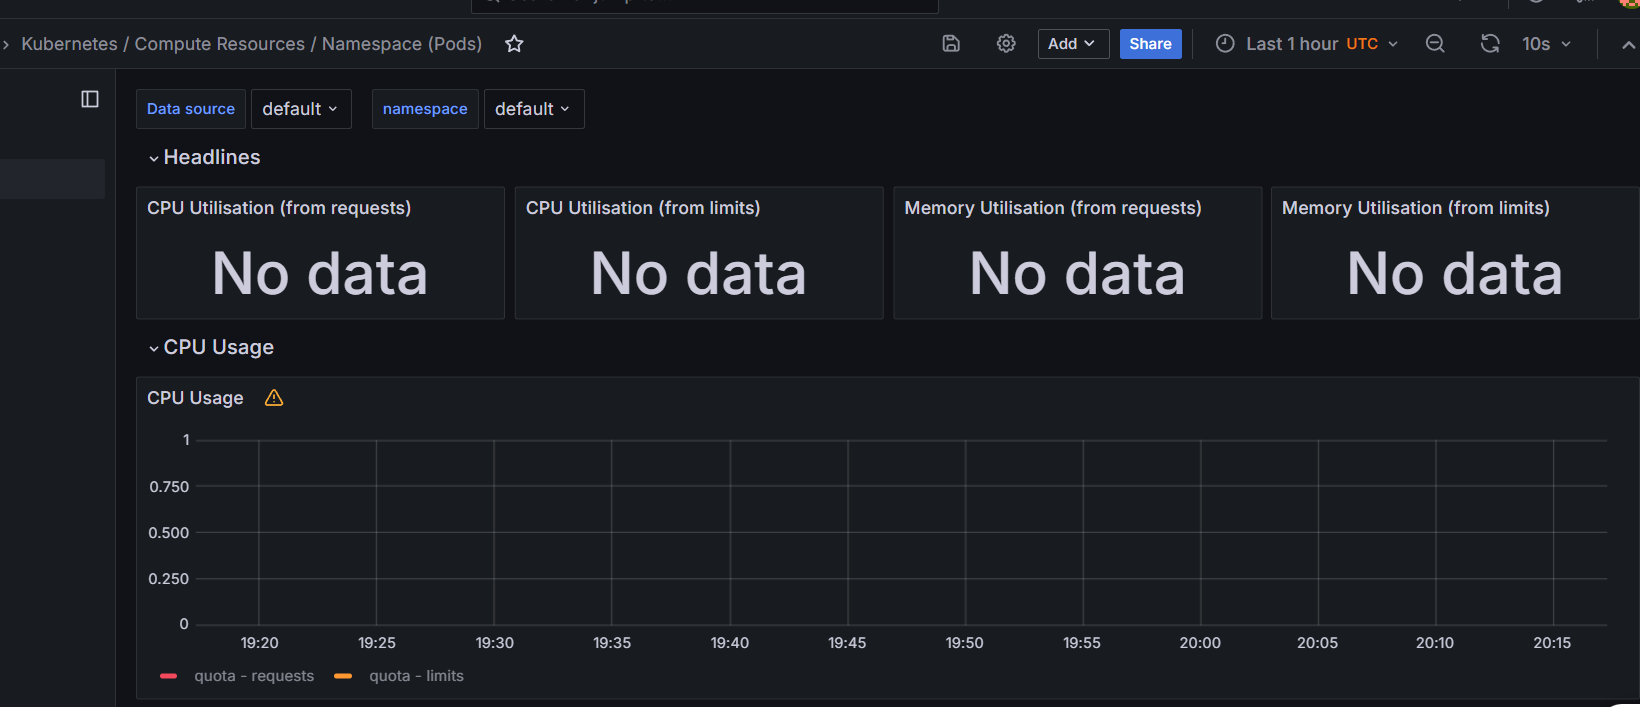 Kubernetes / Compute Resources / Namespace (Pods)
Add
Share
Last 1 hour UTC
10s
Data source
default
namespace
default
Headlines
CPU Utilisation (from requests)
CPU Utilisation (from limits)
Memory Utilisation (from requests)
Memory Utilisation (from limits)
No data
No data
No data
No data
CPU Usage
CPU Usage
1
0.750
0.500
0.250
0
19:20 19:25 19:30 19:35 19:40 19:45 19:50 19:55 20:00 20:05 20:10 20:15
quota - requests quota - limits